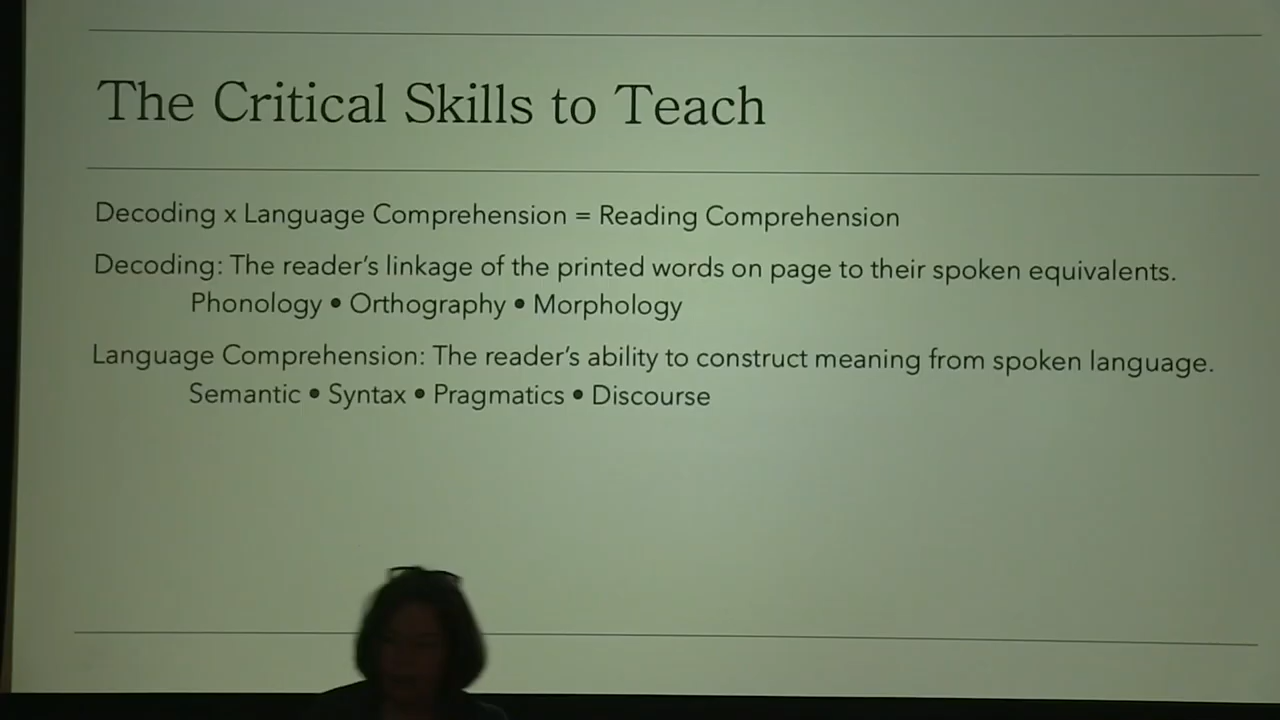 The Critical Skills to Teach
Decoding x Language Comprehension = Reading Comprehension
Decoding: The reader's linkage of the printed words on page to their spoken equivalents.
Phonology • Orthography • Morphology
Language Comprehension: The reader's ability to construct meaning from spoken language.
Semantic • Syntax • Pragmatics • Discourse